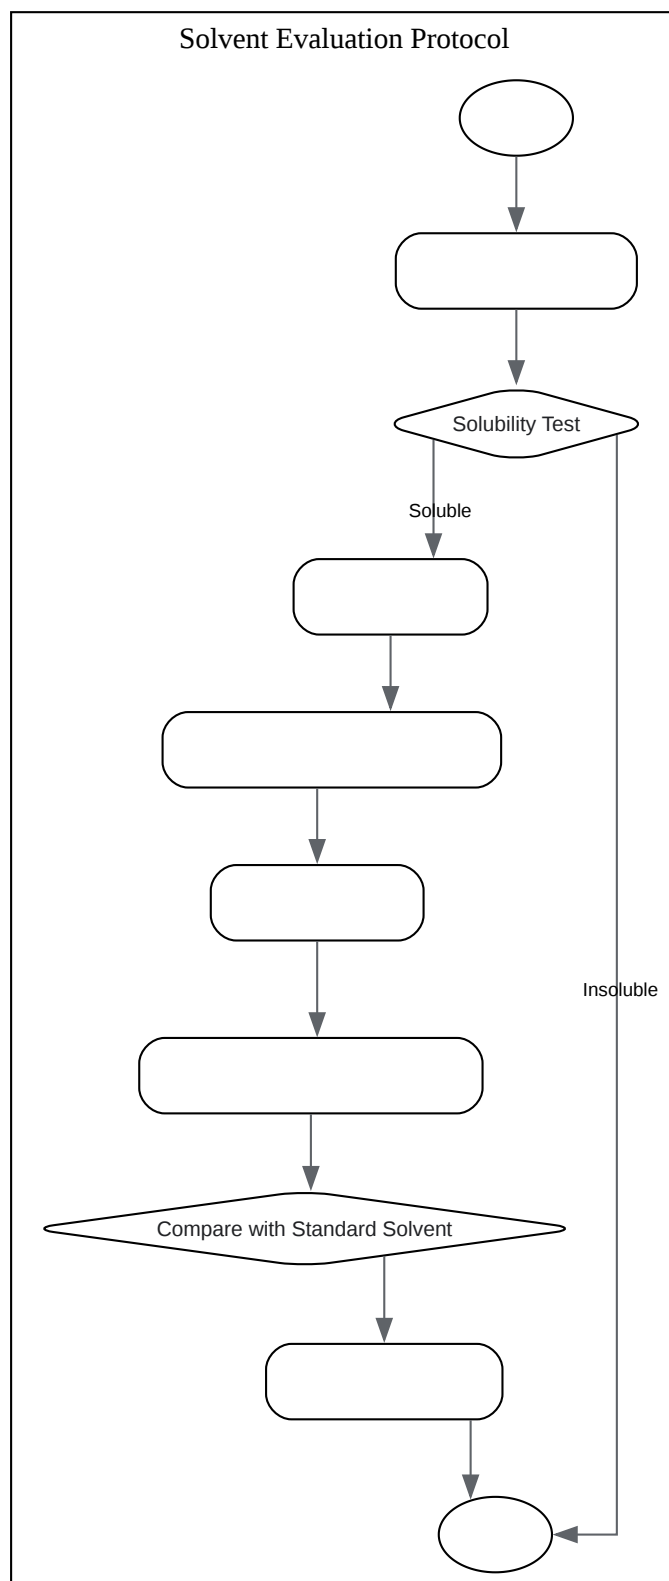 Solvent Evaluation Protocol
Solubility Test
Soluble
Insoluble
Compare with Standard Solvent